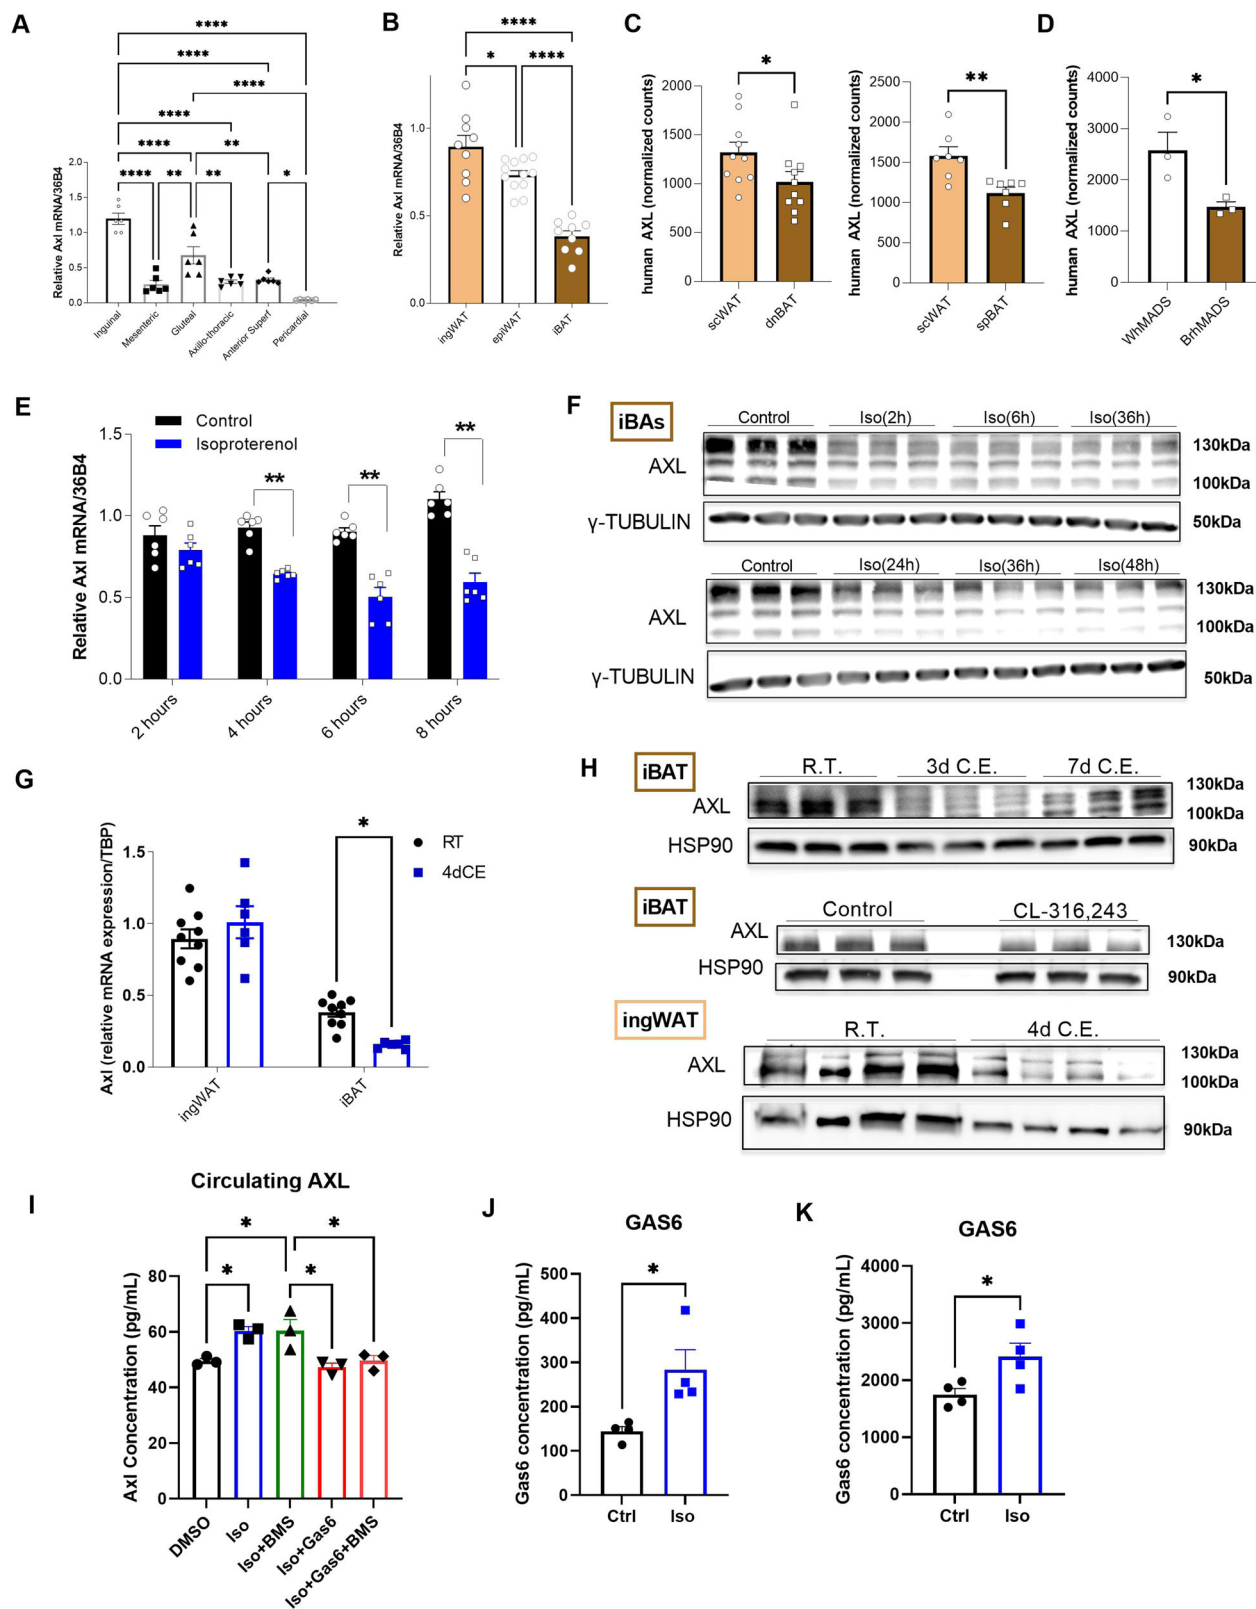 A
****
****
****
****
****
**
****
**
**
*
Relative Axl mRNA/36B4
2.0
1.5
1.0
0.5
0.0
Inguinal
Mesenteric
Gluteal
Axillo-thoracic
Anterior Superf
Pericardial
B
****
*
****
Relative Axl mRNA/36B4
1.0
0.5
0.0
ingWAT
epiWAT
iBAT
C
*
human AXL (normalized counts)
2000
1500
1000
500
0
scWAT
dnBAT
**
human AXL (normalized counts)
2500
2000
1500
1000
500
0
scWAT
spBAT
D
*
human AXL (normalized counts)
4000
3000
2000
1000
0
WhMADS
BrhMADS
E
Control
Isoproterenol
**
**
**
Relative Axl mRNA/36B4
1.5
1.0
0.5
0.0
2 hours
4 hours
6 hours
8 hours
F
iBAs
Control Iso(2h) Iso(6h) Iso(36h)
AXL
130kDa
100kDa
γ-TUBULIN
50kDa
Control Iso(24h) Iso(36h) Iso(48h)
AXL
130kDa
100kDa
γ-TUBULIN
50kDa
G
*
RT
4dCE
Axl (relative mRNA expression/TBP)
1.5
1.0
0.5
0.0
ingWAT
iBAT
H
iBAT
R.T. 3d C.E. 7d C.E.
AXL
130kDa
100kDa
HSP90
90kDa
iBAT
Control CL-316,243
AXL
130kDa
HSP90
90kDa
ingWAT
R.T. 4d C.E.
AXL
130kDa
100kDa
HSP90
90kDa
I
Circulating AXL
*
*
*
*
Axl Concentration (pg/mL)
80
60
40
20
0
DMSO
Iso
Iso+BMS
Iso+Gas6
Iso+Gas6+BMS
J
GAS6
*
Gas6 concentration (pg/mL)
500
400
300
200
100
0
Ctrl
Iso
K
GAS6
*
Gas6 concentration (pg/mL)
4000
3000
2000
1000
0
Ctrl
Iso